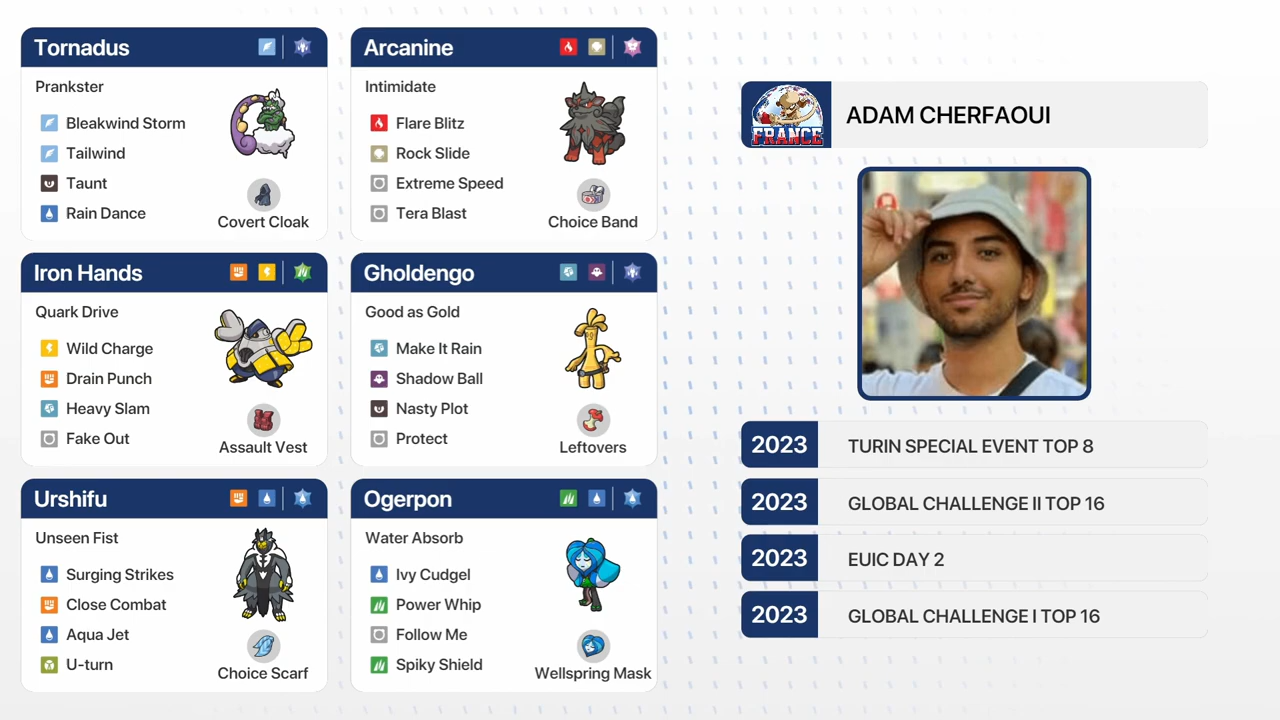 Tornadus
Prankster
Bleakwind Storm
Tailwind
Taunt
Rain Dance
Covert Cloak
Arcanine
Intimidate
Flare Blitz
Rock Slide
Extreme Speed
Tera Blast
Choice Band
Iron Hands
Quark Drive
Wild Charge
Drain Punch
Heavy Slam
Fake Out
Assault Vest
Gholdengo
Good as Gold
Make It Rain
Shadow Ball
Nasty Plot
Protect
Leftovers
Urshifu
Unseen Fist
Surging Strikes
Close Combat
Aqua Jet
U-turn
Choice Scarf
Ogerpon
Water Absorb
Ivy Cudgel
Power Whip
Follow Me
Spiky Shield
Wellspring Mask
FRANCE
ADAM CHERFAOUI
2023 TURIN SPECIAL EVENT TOP 8
2023 GLOBAL CHALLENGE II TOP 16
2023 EUIC DAY 2
2023 GLOBAL CHALLENGE I TOP 16